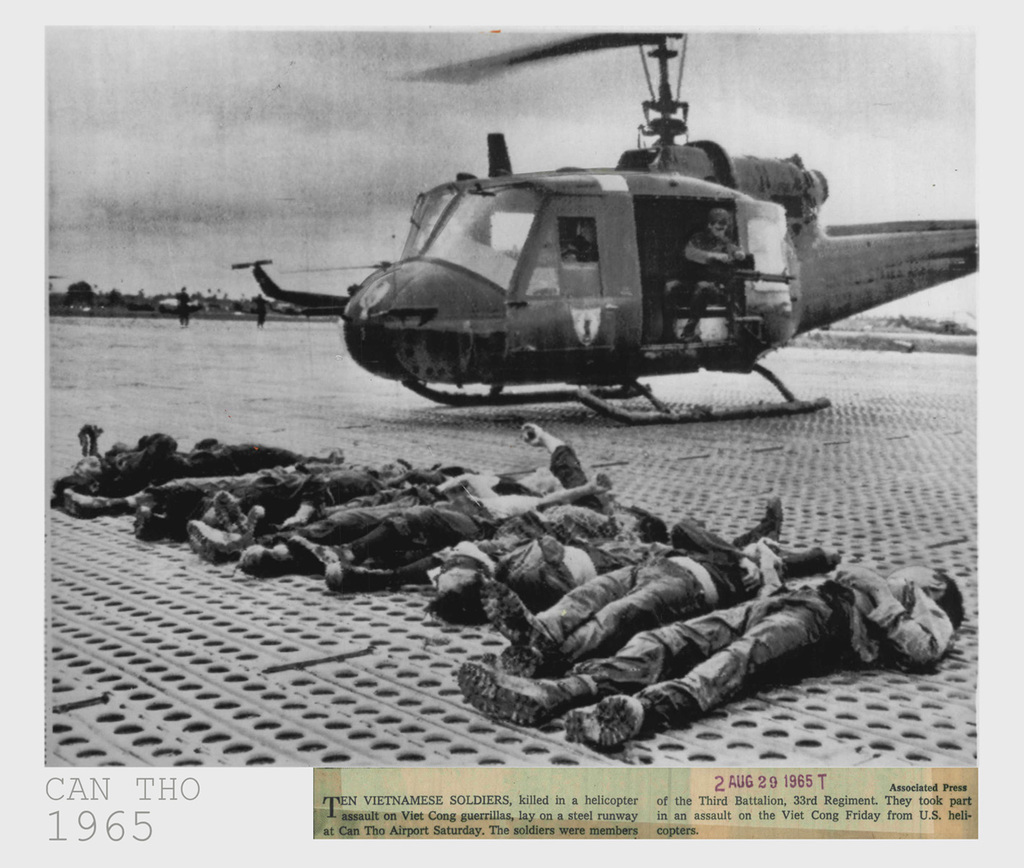 CAN THO
1965
2 AUG 29 1965 T
Associated Press
TEN VIETNAMESE SOLDIERS, killed in a helicopter
assault on Viet Cong guerrillas, lay on a steel runway
at Can Tho Airport Saturday. The soldiers were members
of the Third Battalion, 33rd Regiment. They took part
in an assault on the Viet Cong Friday from U.S. heli-
copters.